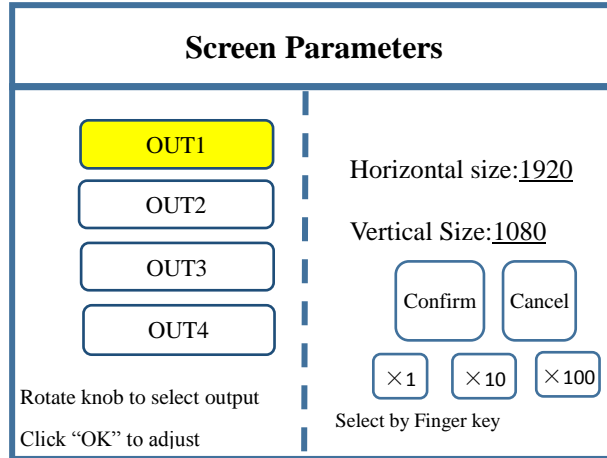 Screen Parameters
OUT1
OUT2
OUT3
OUT4
Rotate knob to select output
Click “OK” to adjust
Horizontal size:1920
Vertical Size:1080
Confirm
Cancel
×1
×10
×100
Select by Finger key